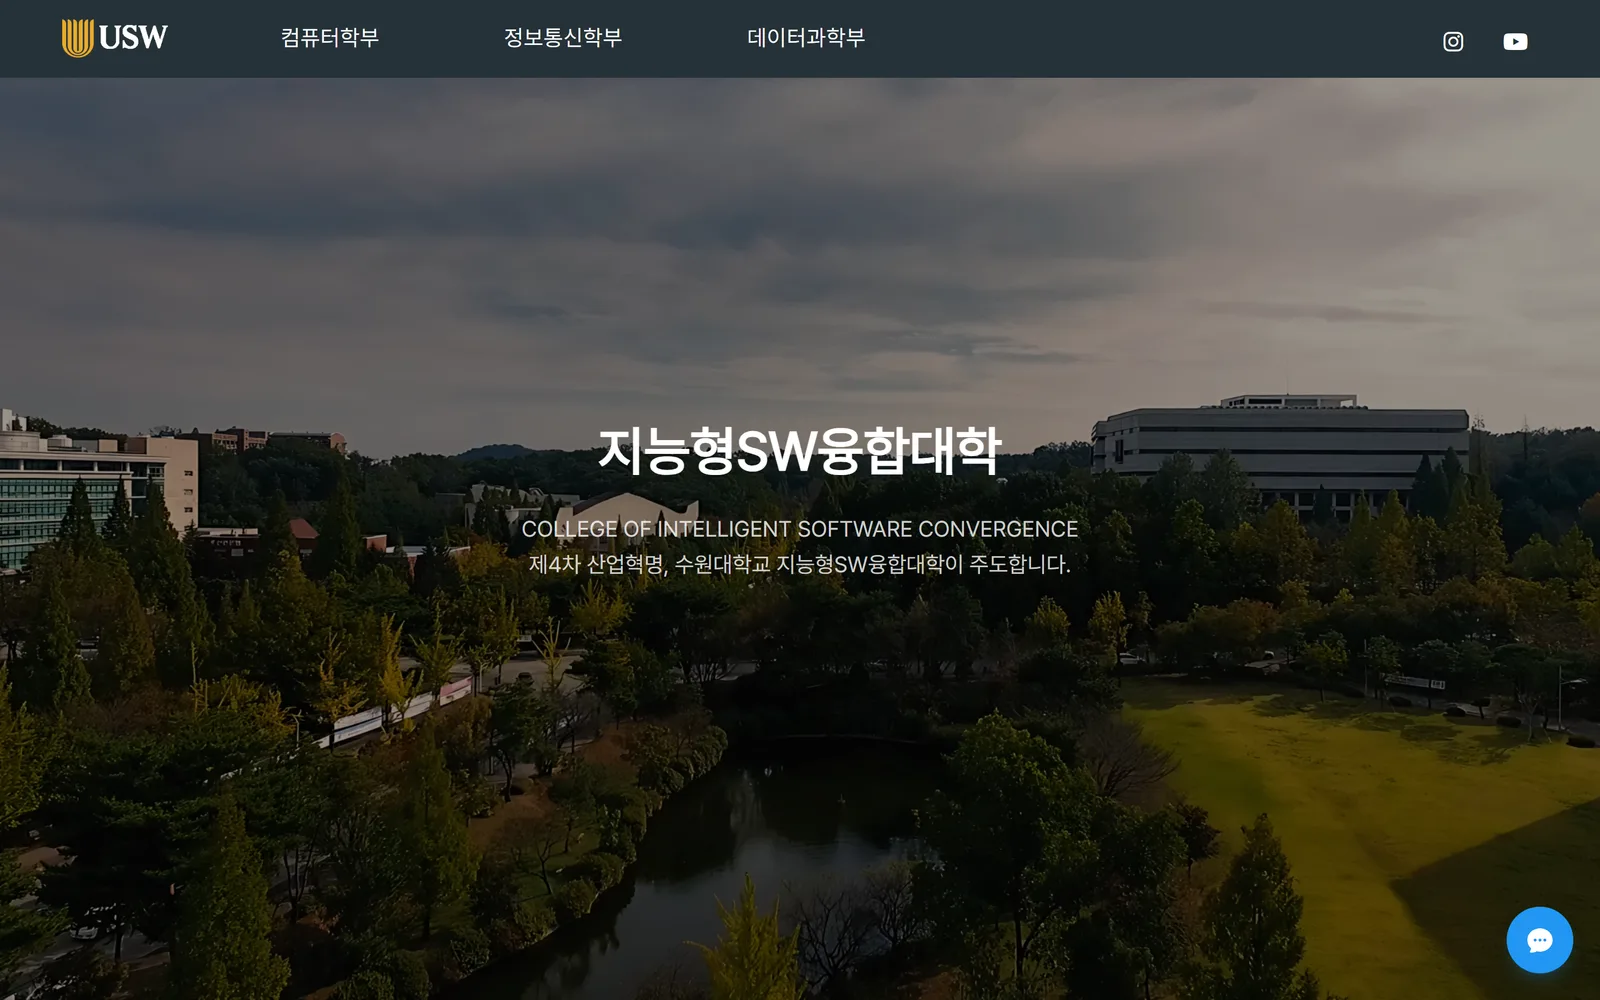 USW
컴퓨터학부
정보통신학부
데이터과학부
지능형SW융합대학
COLLEGE OF INTELLIGENT SOFTWARE CONVERGENCE
제4차 산업혁명, 수원대학교 지능형SW융합대학이 주도합니다.